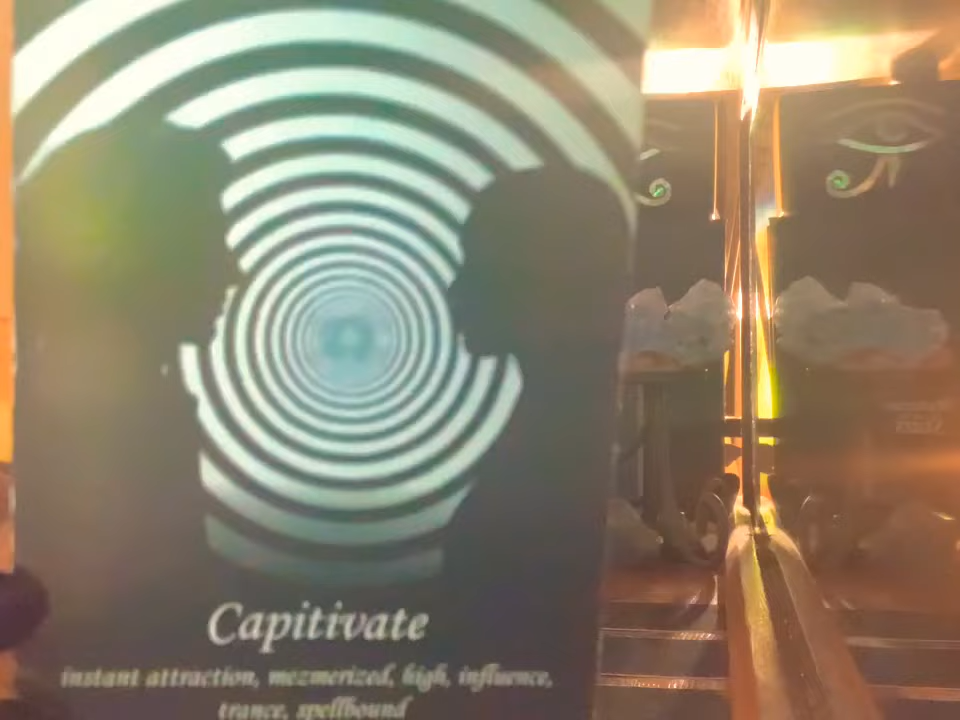 Capitivate
instant attraction, mezmerized, high, influence,
trance, spellbound